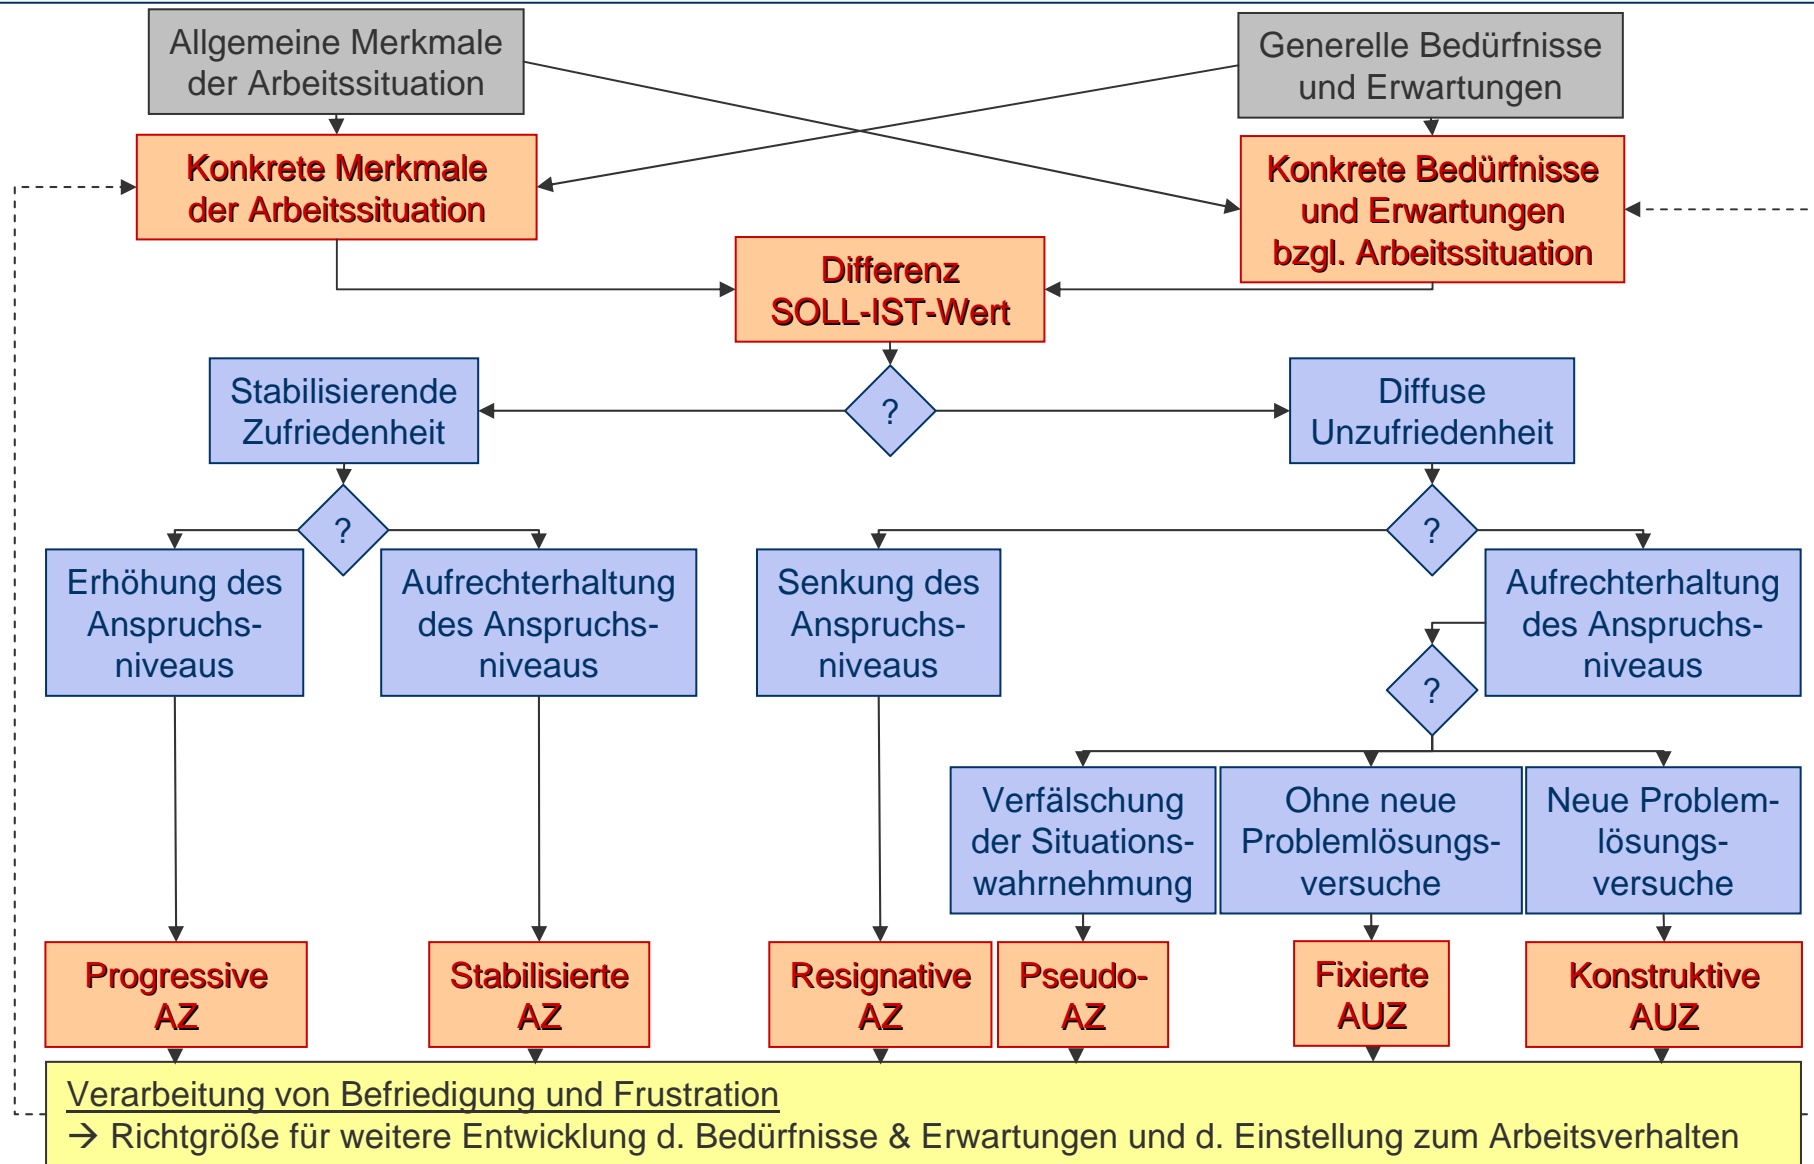 Allgemeine Merkmale
der Arbeitssituation
Generelle Bedürfnisse
und Erwartungen
Konkrete Merkmale
der Arbeitssituation
Konkrete Bedürfnisse
und Erwartungen
bzgl. Arbeitssituation
Differenz
SOLL-IST-Wert
Stabilisierende
Zufriedenheit
?
Diffuse
Unzufriedenheit
?
?
Erhöhung des
Anspruchs-
niveaus
Aufrechterhaltung
des Anspruchs-
niveaus
Senkung des
Anspruchs-
niveaus
Aufrechterhaltung
des Anspruchs-
niveaus
?
Verfälschung
der Situations-
wahrnehmung
Ohne neue
Problemlösungs-
versuche
Neue Problem-
lösungs-
versuche
Progressive
AZ
Stabilisierte
AZ
Resignative
AZ
Pseudo-
AZ
Fixierte
AUZ
Konstruktive
AUZ
Verarbeitung von Befriedigung und Frustration
→ Richtgröße für weitere Entwicklung d. Bedürfnisse & Erwartungen und d. Einstellung zum Arbeitsverhalten